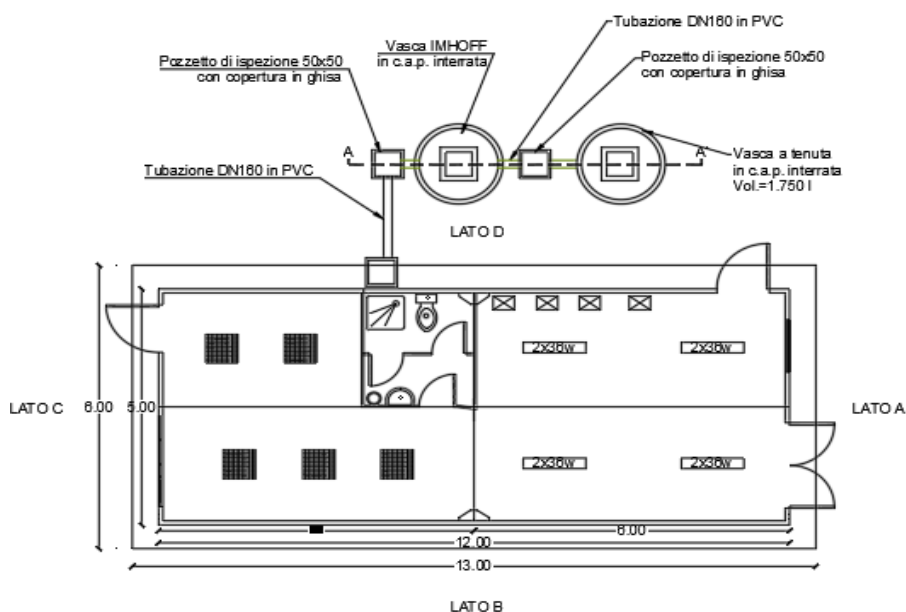 Tubazione DN160 in PVC
Vasca IMHOFF
in c.a.p. interrata
Pozzetto di ispezione 50x50
con copertura in ghisa
Pozzetto di ispezione 50x50
con copertura in ghisa
A
A'
Vasca a tenuta
in c.a.p. interrata
Vol.=1.750 l
Tubazione DN160 in PVC
LATO D
2x36w
2x36w
LATO C
6.00
5.00
LATO A
2x36w
2x36w
6.00
12.00
13.00
LATO B